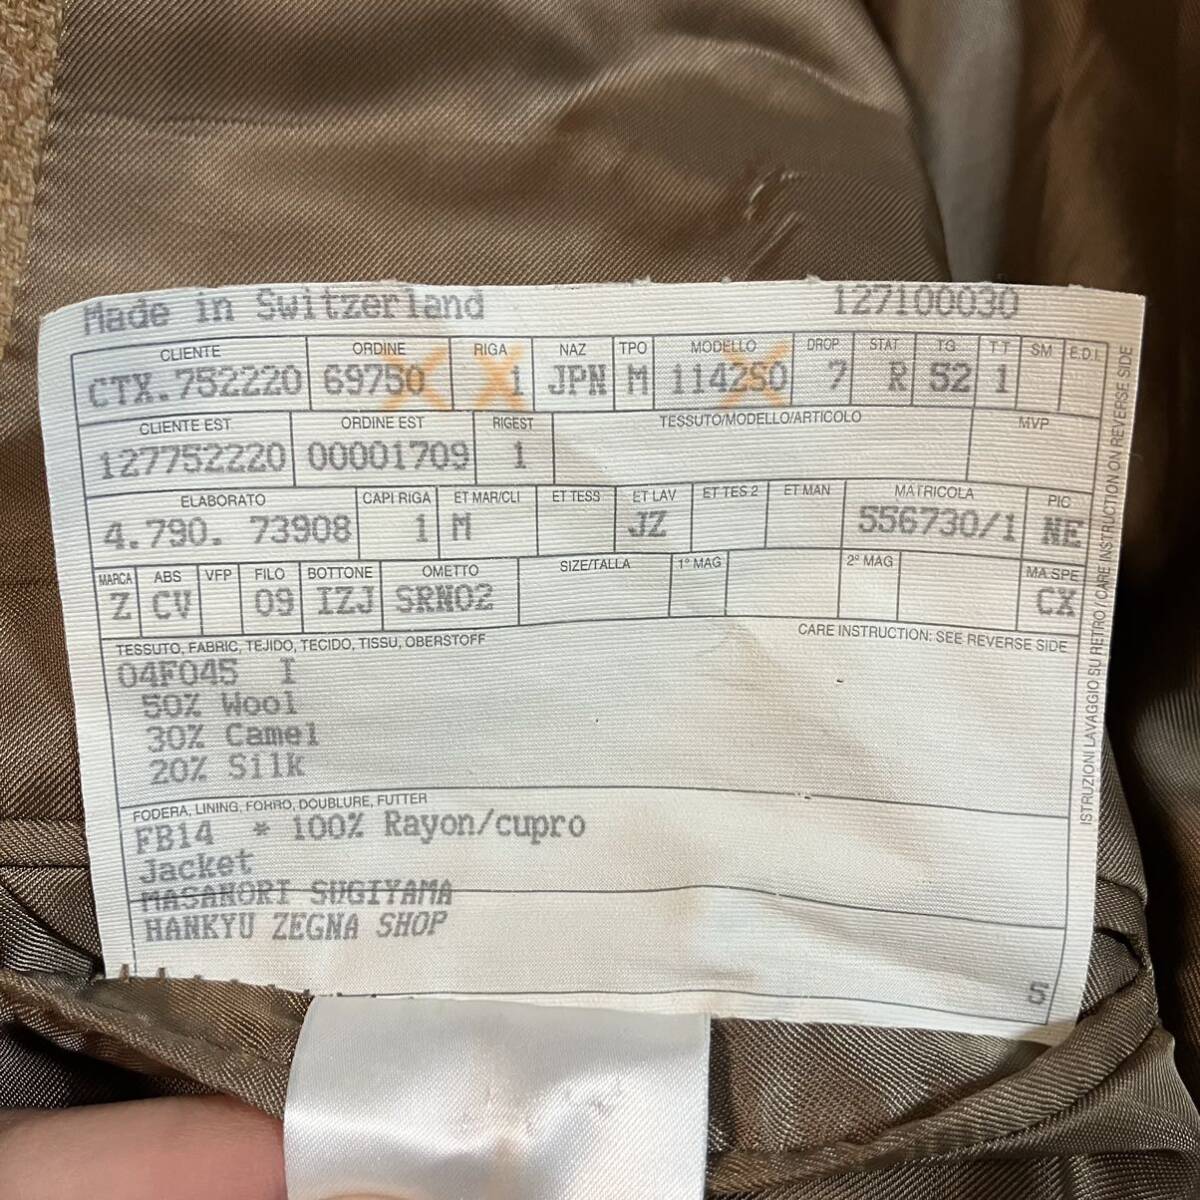 Made in Switzerland 127100030
CLIENTE ORDINE RIGA NAZ TPO MODELLO DROP STAT TG TT SM E.D.I.
CTX.752220 69750 1 JPN M 114250 7 R 52 1
CLIENTE EST ORDINE EST RIGEST TESSUTO/MODELLO/ARTICOLO MVP
127752220 00001709 1
ELABORATO CAPI RIGA ET MAR/CLI ET TESS ET LAV ET TES 2 ET MAN MATRICOLA PIC
4.790. 73908 1 M JZ 556730/1 NE
MARCA ABS VFP FILO BOTTONE OMETTO SIZE/TALLA 1° MAG 2° MAG MA SPE
Z CV 09 IZJ SRN02 CX
TESSUTO, FABRIC, TEJIDO, TECIDO, TISSU, OBERSTOFF CARE INSTRUCTION: SEE REVERSE SIDE
04F045 I
50% Wool
30% Camel
20% Silk
FODERA, LINING, FORRO, DOUBLURE, FUTTER
FB14 * 100% Rayon/cupro
Jacket
MASANORI SUGIYAMA
HANKYU ZEGNA SHOP
5
ISTRUZIONI LAVAGGIO SU RETRO / CARE INSTRUCTION ON REVERSE SIDE